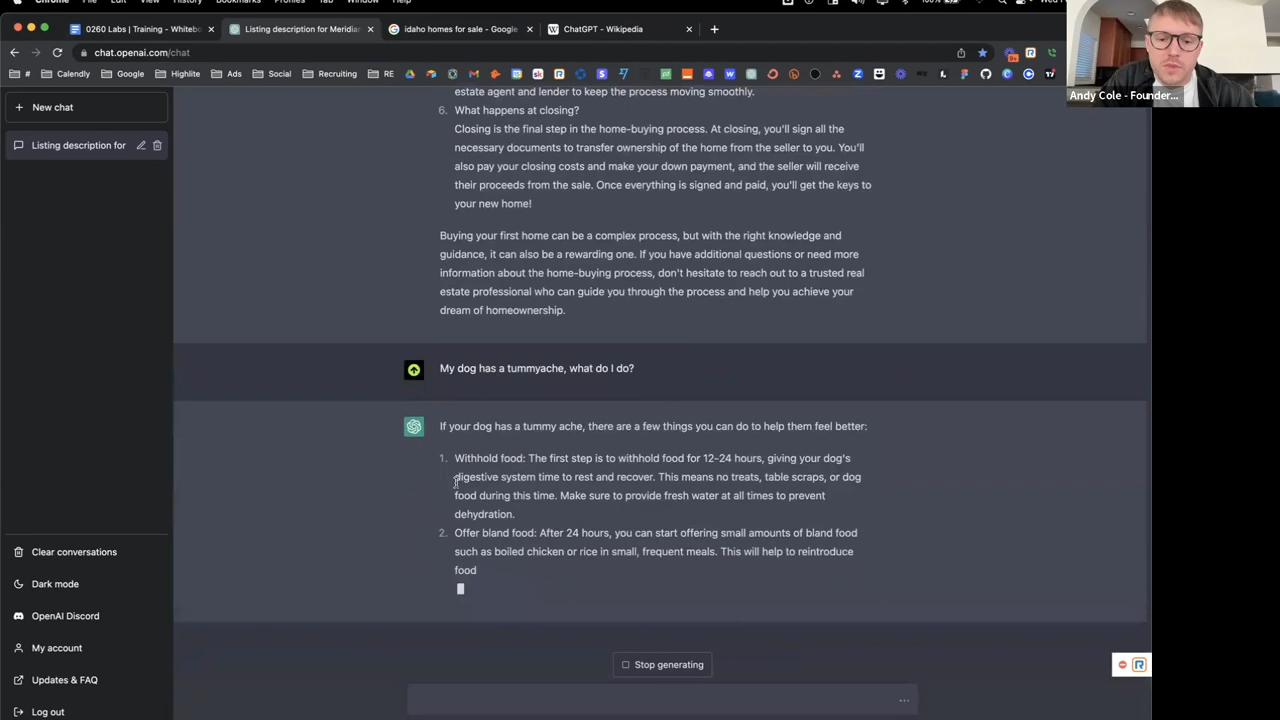 Chrome File Edit View History Bookmarks Profiles Tab Window Help
0260 Labs | Training - Whitebo
Listing description for Meridian
idaho homes for sale - Google
ChatGPT - Wikipedia
chat.openai.com/chat
# Calendly Google Highlite Ads Social Recruiting RE
Andy Cole - Founder...
New chat
Listing description for
estate agent and lender to keep the process moving smoothly.
6. What happens at closing?
Closing is the final step in the home-buying process. At closing, you'll sign all the
necessary documents to transfer ownership of the home from the seller to you. You'll
also pay your closing costs and make your down payment, and the seller will receive
their proceeds from the sale. Once everything is signed and paid, you'll get the keys to
your new home!
Buying your first home can be a complex process, but with the right knowledge and
guidance, it can also be a rewarding one. If you have additional questions or need more
information about the home-buying process, don't hesitate to reach out to a trusted real
estate professional who can guide you through the process and help you achieve your
dream of homeownership.
My dog has a tummyache, what do I do?
If your dog has a tummy ache, there are a few things you can do to help them feel better:
1. Withhold food: The first step is to withhold food for 12-24 hours, giving your dog's
digestive system time to rest and recover. This means no treats, table scraps, or dog
food during this time. Make sure to provide fresh water at all times to prevent
dehydration.
2. Offer bland food: After 24 hours, you can start offering small amounts of bland food
such as boiled chicken or rice in small, frequent meals. This will help to reintroduce
food
Clear conversations
Dark mode
OpenAI Discord
My account
Updates & FAQ
Log out
Stop generating